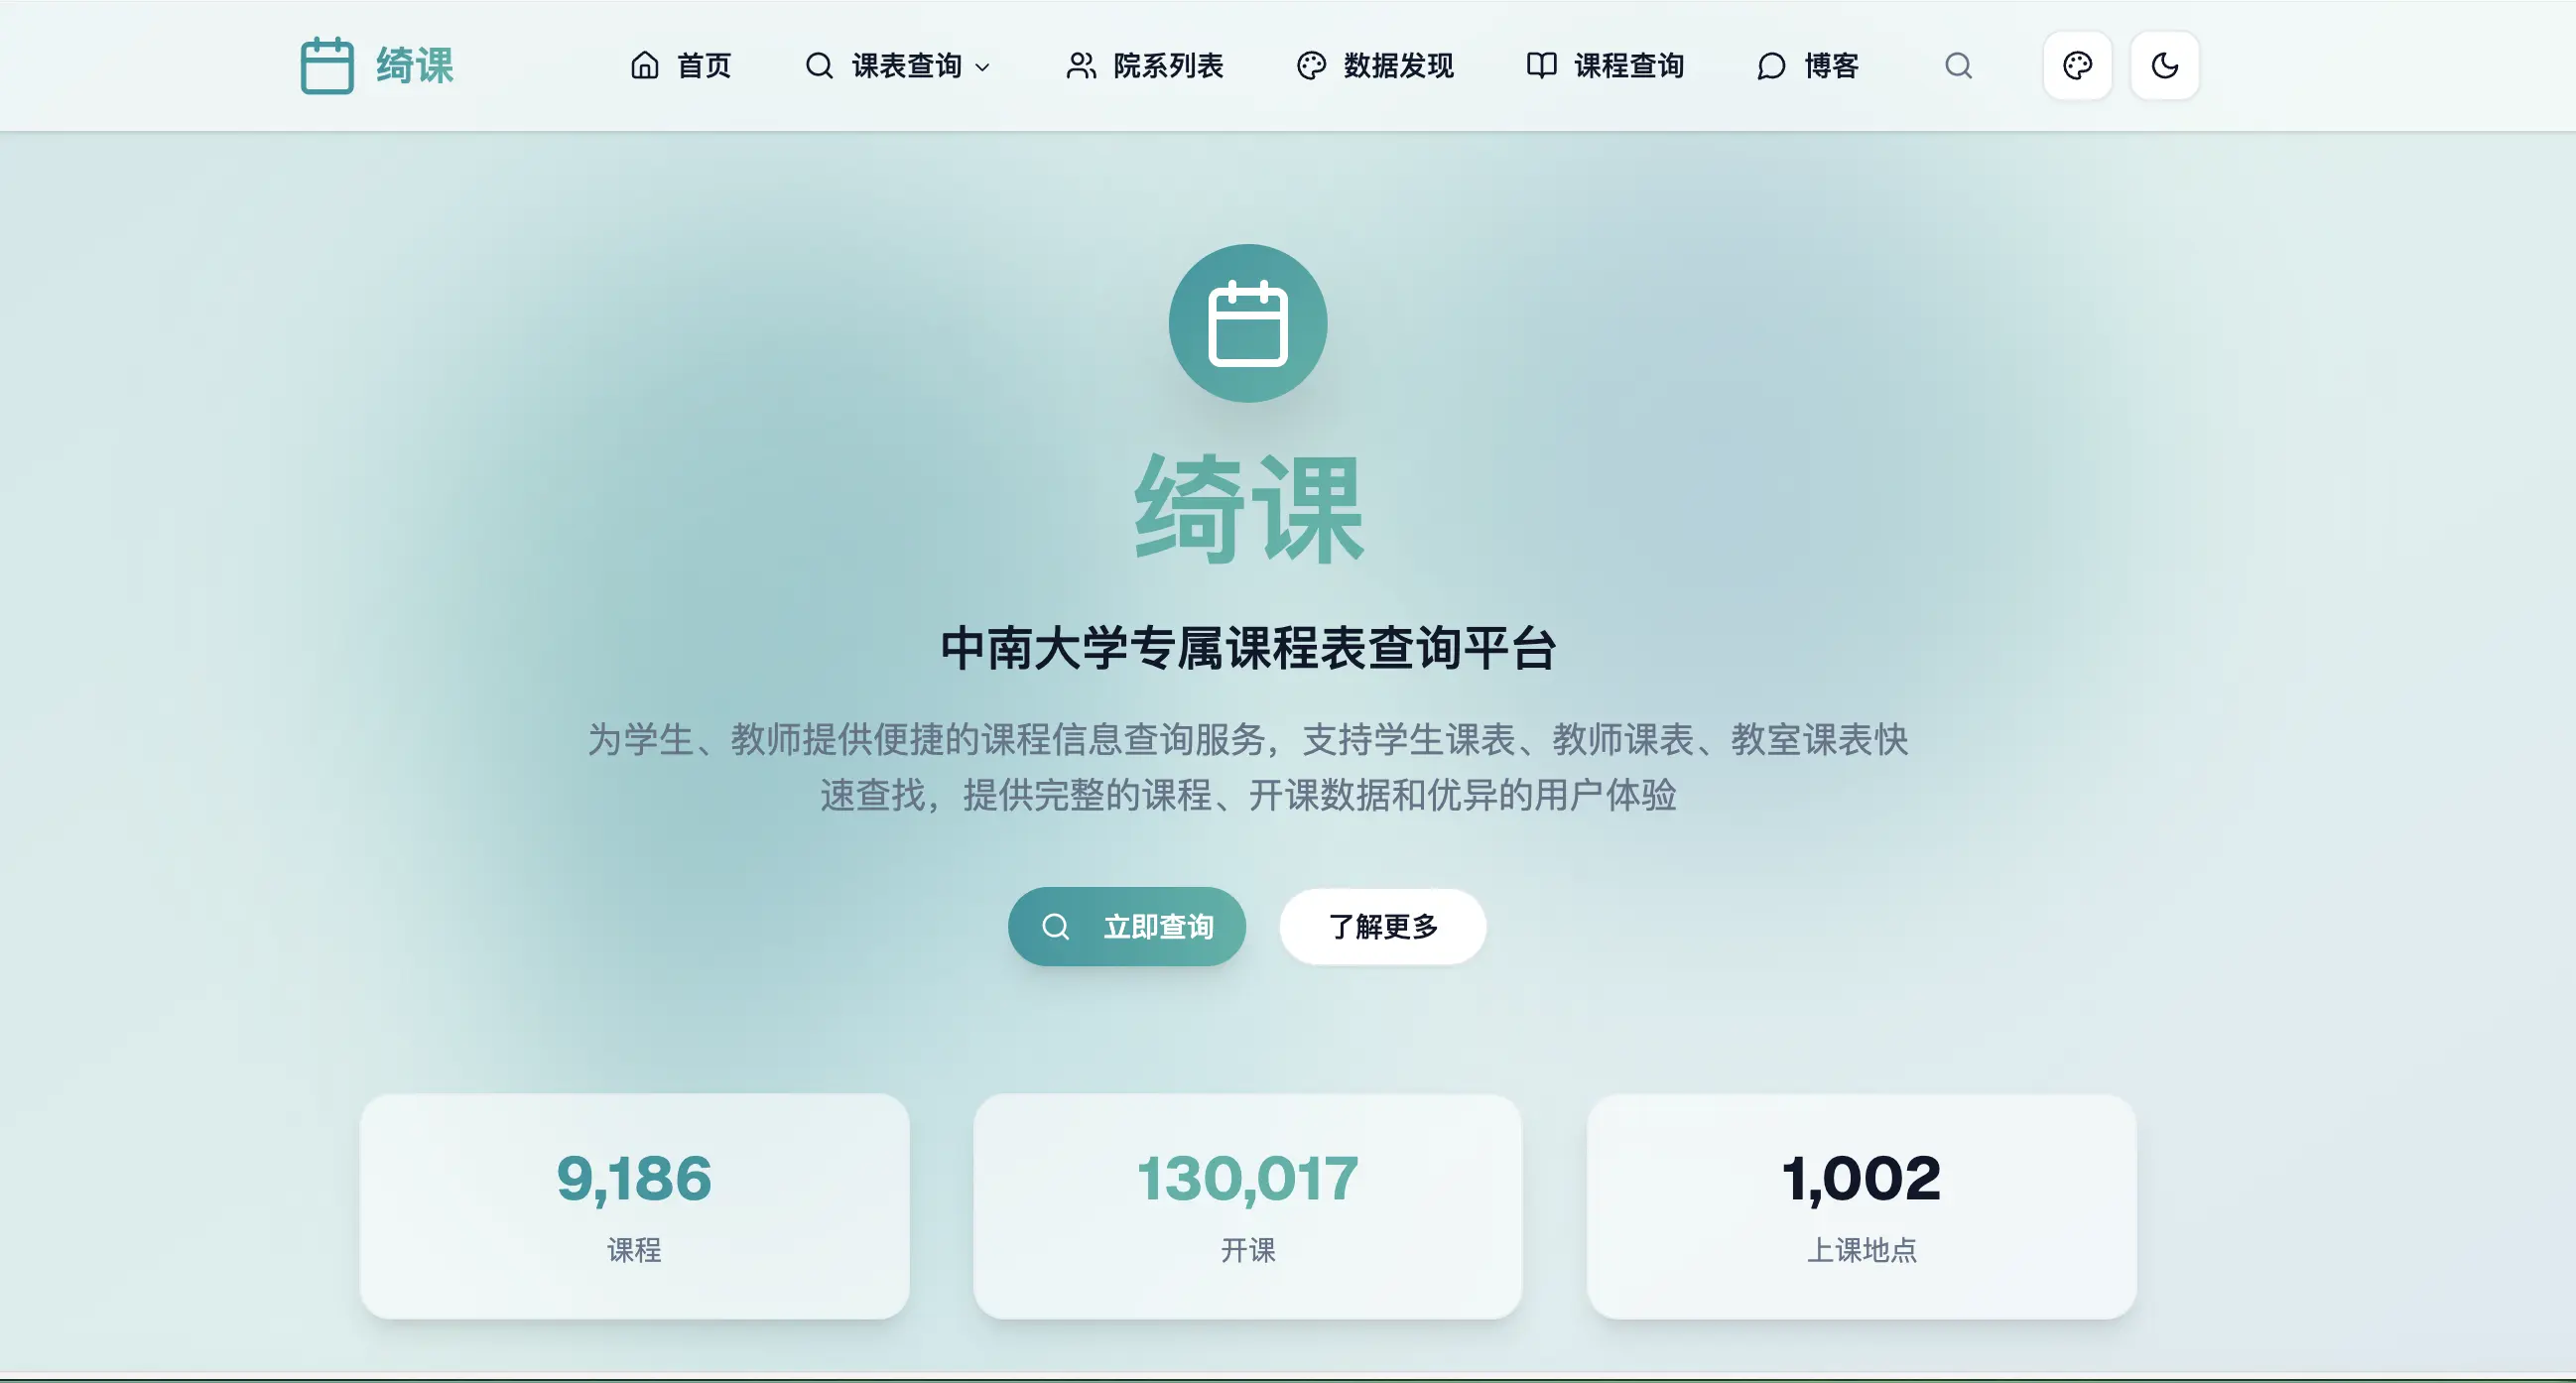 绮课
首页
课表查询
院系列表
数据发现
课程查询
博客
绮课
中南大学专属课程表查询平台
为学生、教师提供便捷的课程信息查询服务，支持学生课表、教师课表、教室课表快
速查找，提供完整的课程、开课数据和优异的用户体验
立即查询
了解更多
9,186
课程
130,017
开课
1,002
上课地点